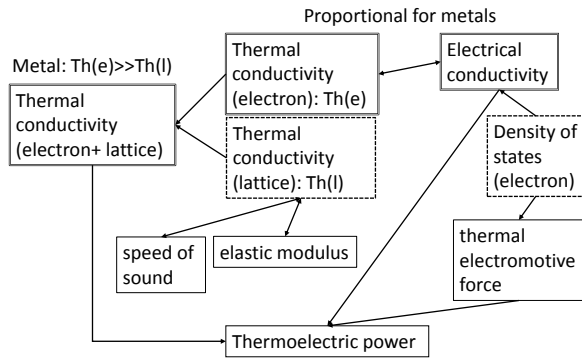 Proportional for metals
Metal: Th(e)>>Th(l)
Thermal
conductivity
(electron): Th(e)
Electrical
conductivity
Thermal
conductivity
(electron+ lattice)
Thermal
conductivity
(lattice): Th(l)
Density of
states
(electron)
speed of
sound
elastic modulus
thermal
electromotive
force
Thermoelectric power